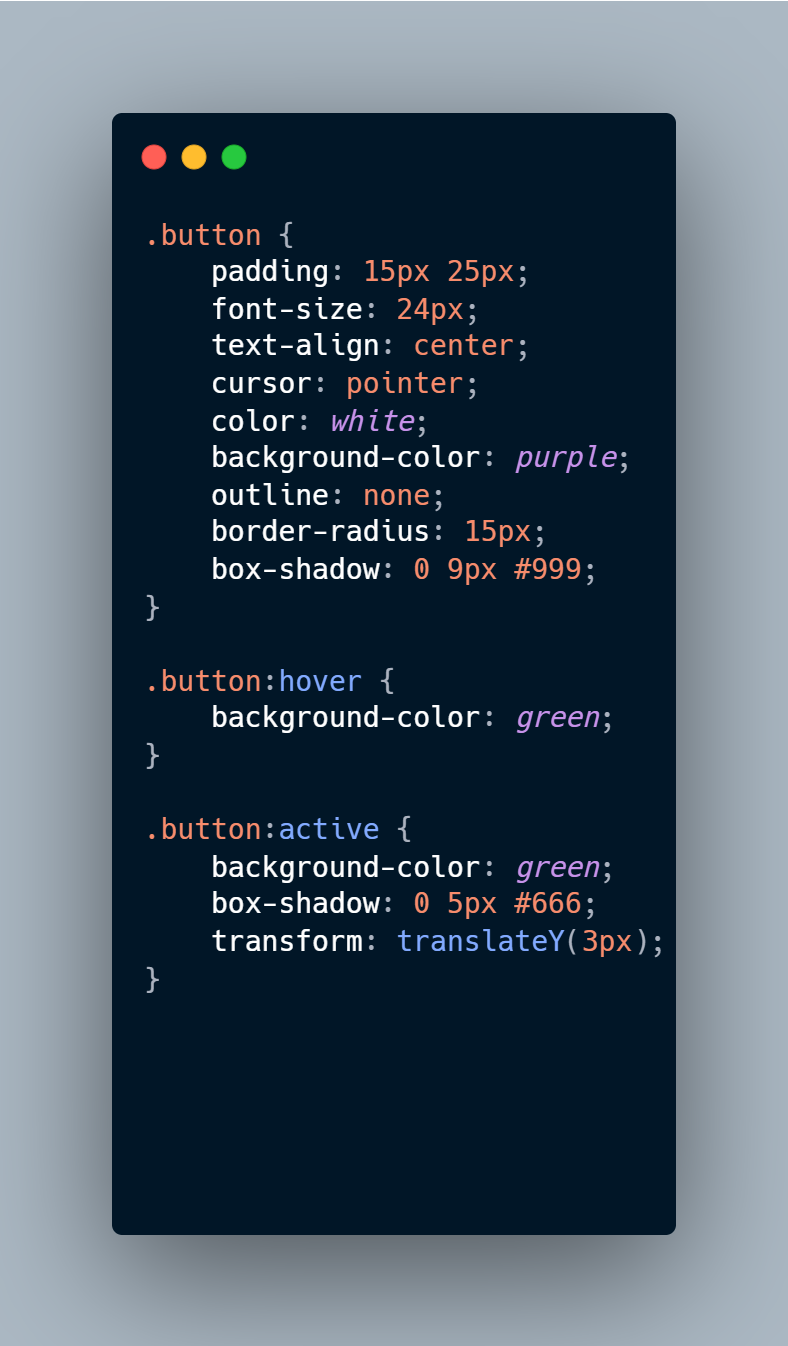 .button {
    padding: 15px 25px;
    font-size: 24px;
    text-align: center;
    cursor: pointer;
    color: white;
    background-color: purple;
    outline: none;
    border-radius: 15px;
    box-shadow: 0 9px #999;
}

.button:hover {
    background-color: green;
}

.button:active {
    background-color: green;
    box-shadow: 0 5px #666;
    transform: translateY(3px);
}